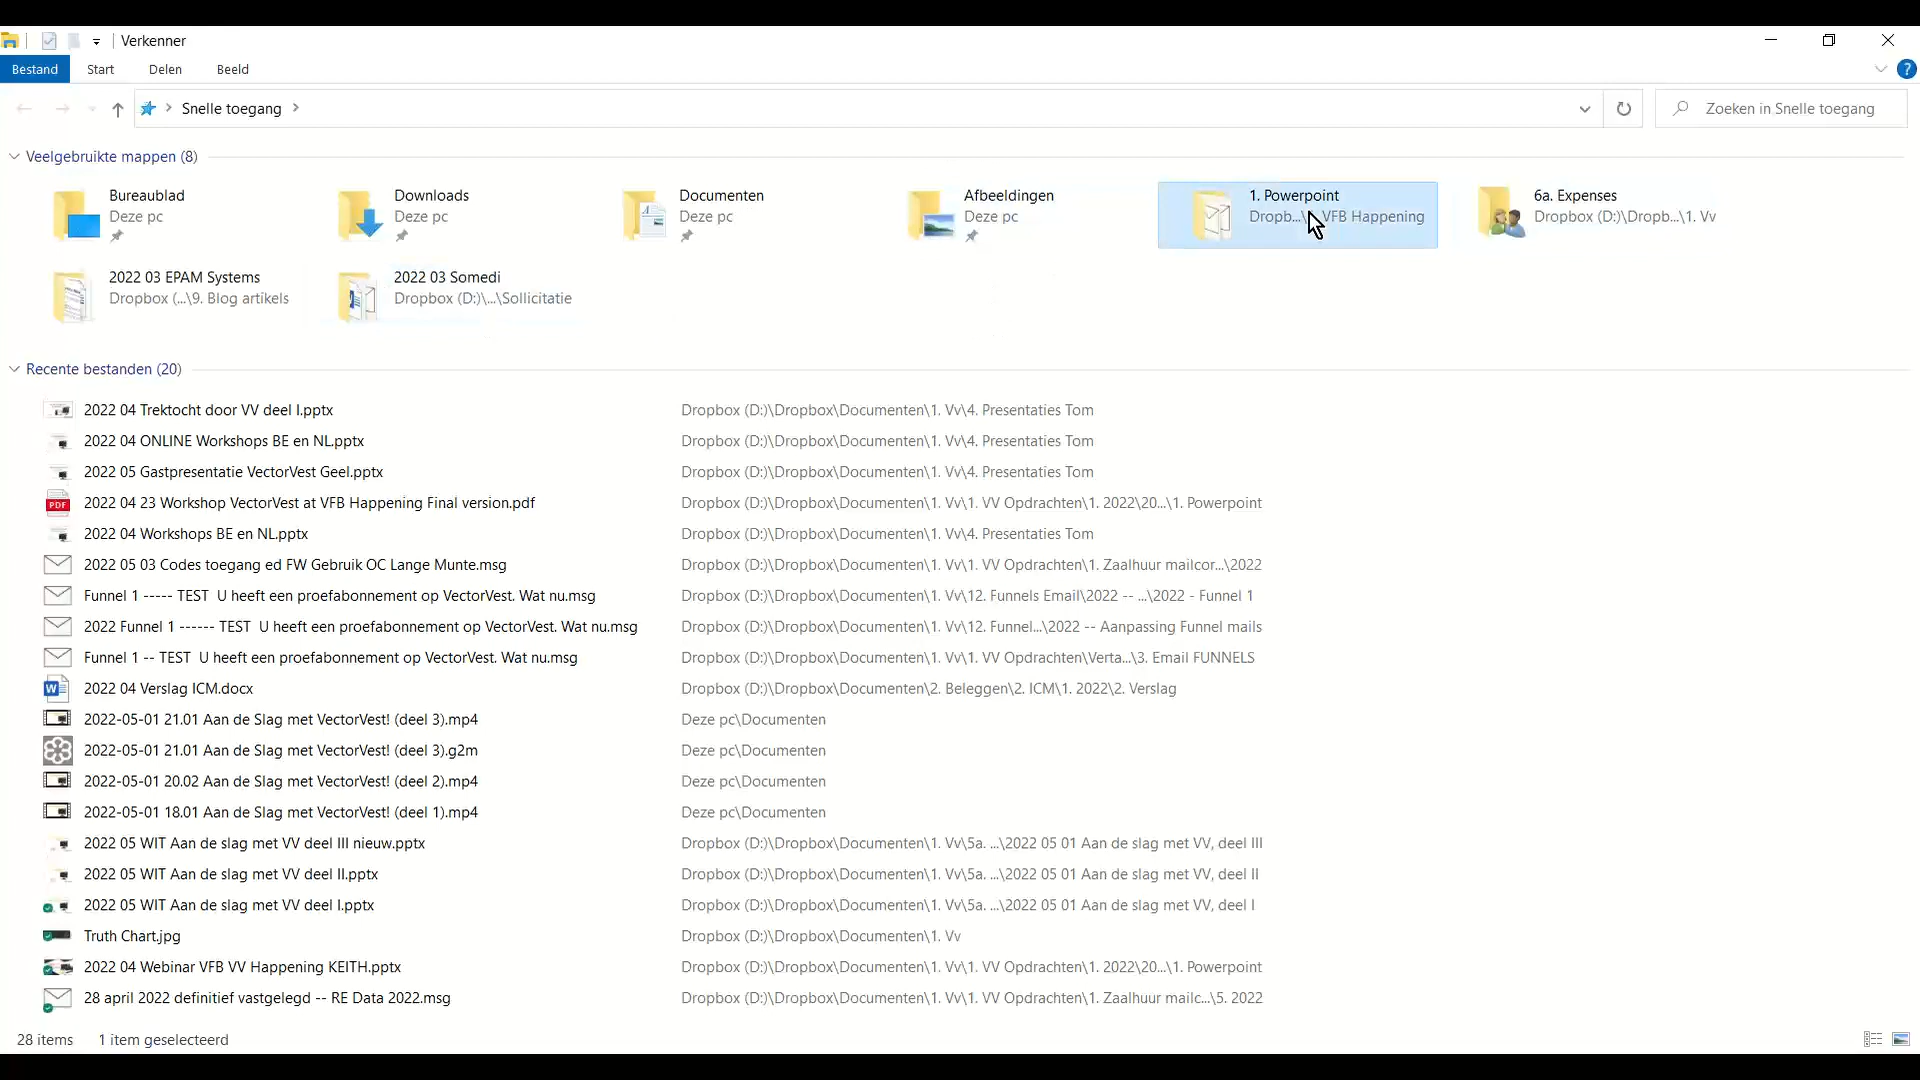 Verkenner
Bestand Start Delen Beeld
Snelle toegang Zoeken in Snelle toegang
Veelgebruikte mappen (8)
Bureaublad
Deze pc
Downloads
Deze pc
Documenten
Deze pc
Afbeeldingen
Deze pc
1. Powerpoint
Dropb...\ VFB Happening
6a. Expenses
Dropbox (D:)\Dropb...\1. Vv
2022 03 EPAM Systems
Dropbox (...\9. Blog artikels
2022 03 Somedi
Dropbox (D:)\...\Sollicitatie
Recente bestanden (20)
2022 04 Trektocht door VV deel I.pptx Dropbox (D:)\Dropbox\Documenten\1. Vv\4. Presentaties Tom
2022 04 ONLINE Workshops BE en NL.pptx Dropbox (D:)\Dropbox\Documenten\1. Vv\4. Presentaties Tom
2022 05 Gastpresentatie VectorVest Geel.pptx Dropbox (D:)\Dropbox\Documenten\1. Vv\4. Presentaties Tom
PDF 2022 04 23 Workshop VectorVest at VFB Happening Final version.pdf Dropbox (D:)\Dropbox\Documenten\1. Vv\1. VV Opdrachten\1. 2022\20...\1. Powerpoint
2022 04 Workshops BE en NL.pptx Dropbox (D:)\Dropbox\Documenten\1. Vv\4. Presentaties Tom
2022 05 03 Codes toegang ed FW Gebruik OC Lange Munte.msg Dropbox (D:)\Dropbox\Documenten\1. Vv\1. VV Opdrachten\1. Zaalhuur mailcor...\2022
Funnel 1 ----- TEST  U heeft een proefabonnement op VectorVest. Wat nu.msg Dropbox (D:)\Dropbox\Documenten\1. Vv\12. Funnels Email\2022 -- ...\2022 - Funnel 1
2022 Funnel 1 ------ TEST  U heeft een proefabonnement op VectorVest. Wat nu.msg Dropbox (D:)\Dropbox\Documenten\1. Vv\12. Funnel...\2022 -- Aanpassing Funnel mails
Funnel 1 -- TEST  U heeft een proefabonnement op VectorVest. Wat nu.msg Dropbox (D:)\Dropbox\Documenten\1. Vv\1. VV Opdrachten\Verta...\3. Email FUNNELS
2022 04 Verslag ICM.docx Dropbox (D:)\Dropbox\Documenten\2. Beleggen\2. ICM\1. 2022\2. Verslag
2022-05-01 21.01 Aan de Slag met VectorVest! (deel 3).mp4 Deze pc\Documenten
2022-05-01 21.01 Aan de Slag met VectorVest! (deel 3).g2m Deze pc\Documenten
2022-05-01 20.02 Aan de Slag met VectorVest! (deel 2).mp4 Deze pc\Documenten
2022-05-01 18.01 Aan de Slag met VectorVest! (deel 1).mp4 Deze pc\Documenten
2022 05 WIT Aan de slag met VV deel III nieuw.pptx Dropbox (D:)\Dropbox\Documenten\1. Vv\5a. ...\2022 05 01 Aan de slag met VV, deel III
2022 05 WIT Aan de slag met VV deel II.pptx Dropbox (D:)\Dropbox\Documenten\1. Vv\5a. ...\2022 05 01 Aan de slag met VV, deel II
2022 05 WIT Aan de slag met VV deel I.pptx Dropbox (D:)\Dropbox\Documenten\1. Vv\5a. ...\2022 05 01 Aan de slag met VV, deel I
Truth Chart.jpg Dropbox (D:)\Dropbox\Documenten\1. Vv
2022 04 Webinar VFB VV Happening KEITH.pptx Dropbox (D:)\Dropbox\Documenten\1. Vv\1. VV Opdrachten\1. 2022\20...\1. Powerpoint
28 april 2022 definitief vastgelegd -- RE Data 2022.msg Dropbox (D:)\Dropbox\Documenten\1. Vv\1. VV Opdrachten\1. Zaalhuur mailc...\5. 2022
28 items 1 item geselecteerd